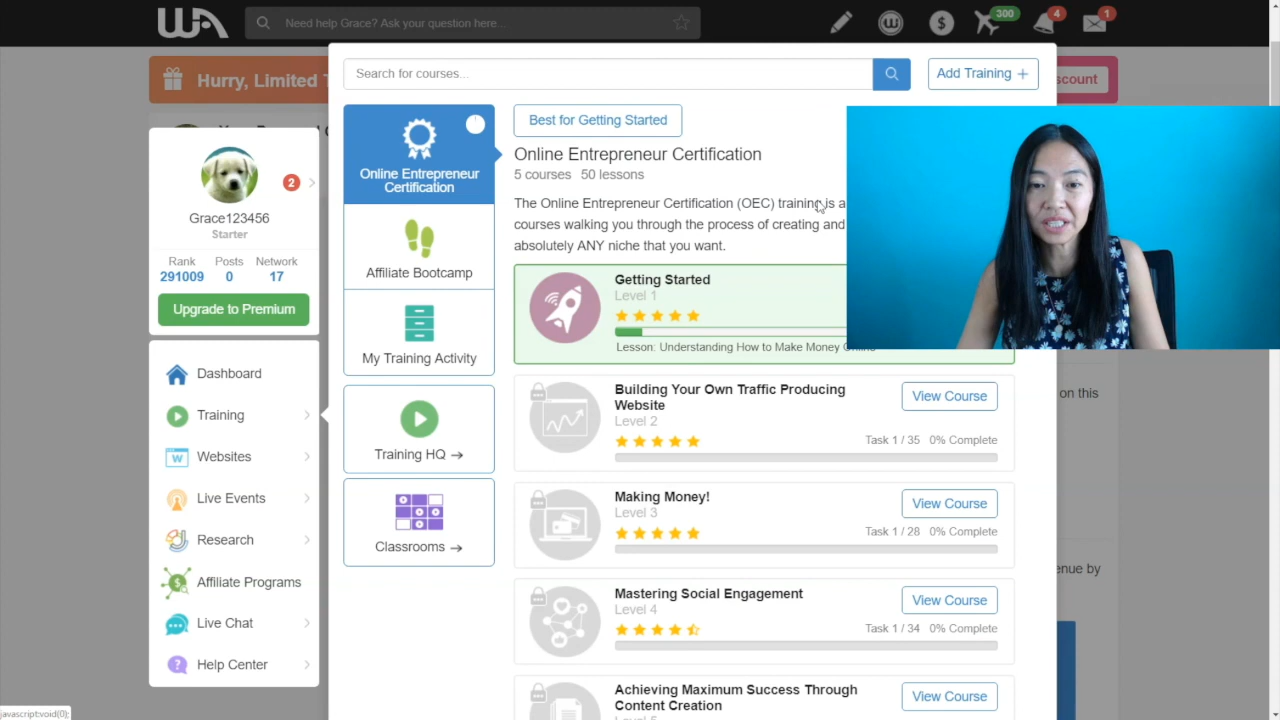 WA
Need help Grace? Ask your question here...
300
4
1
Hurry, Limited
scount
Search for courses...
Add Training +
Grace123456
Starter
2
Rank
Posts
Network
291009
0
17
Upgrade to Premium
Dashboard
Training
Websites
Live Events
Research
Affiliate Programs
Live Chat
Help Center
Online Entrepreneur
Certification
Affiliate Bootcamp
My Training Activity
Training HQ →
Classrooms →
Best for Getting Started
Online Entrepreneur Certification
5 courses 50 lessons
The Online Entrepreneur Certification (OEC) training is a
courses walking you through the process of creating and
absolutely ANY niche that you want.
Getting Started
Level 1
Lesson: Understanding How to Make Money Online
Building Your Own Traffic Producing
Website
Level 2
View Course
Task 1 / 35 0% Complete
Making Money!
Level 3
View Course
Task 1 / 28 0% Complete
Mastering Social Engagement
Level 4
View Course
Task 1 / 34 0% Complete
Achieving Maximum Success Through
Content Creation
View Course
on this
enue by
javascript:void(0);